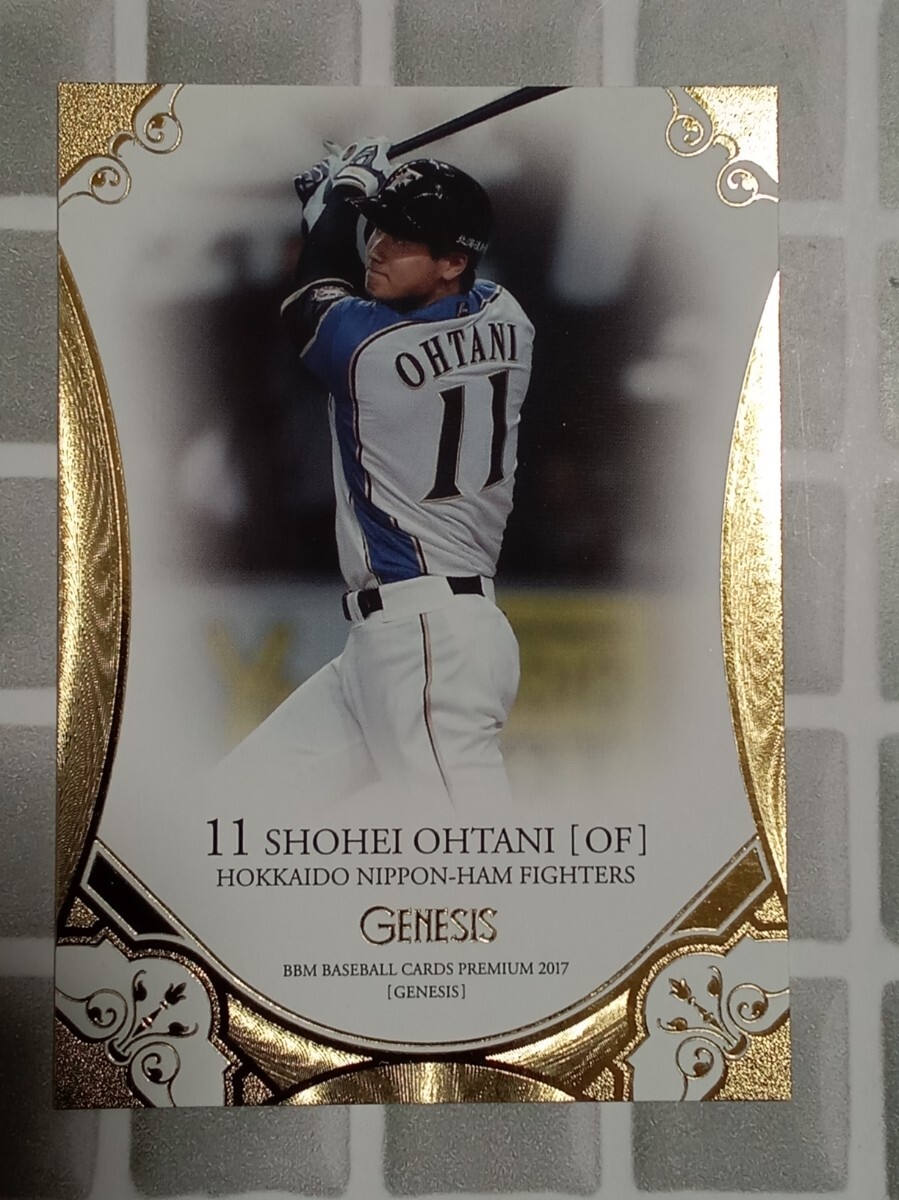 OHTANI
11
11 SHOHEI OHTANI [OF]
HOKKAIDO NIPPON-HAM FIGHTERS
GENESIS
BBM BASEBALL CARDS PREMIUM 2017
[GENESIS]